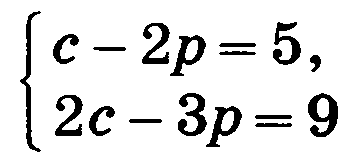 c − 2p = 5,
2c − 3p = 9